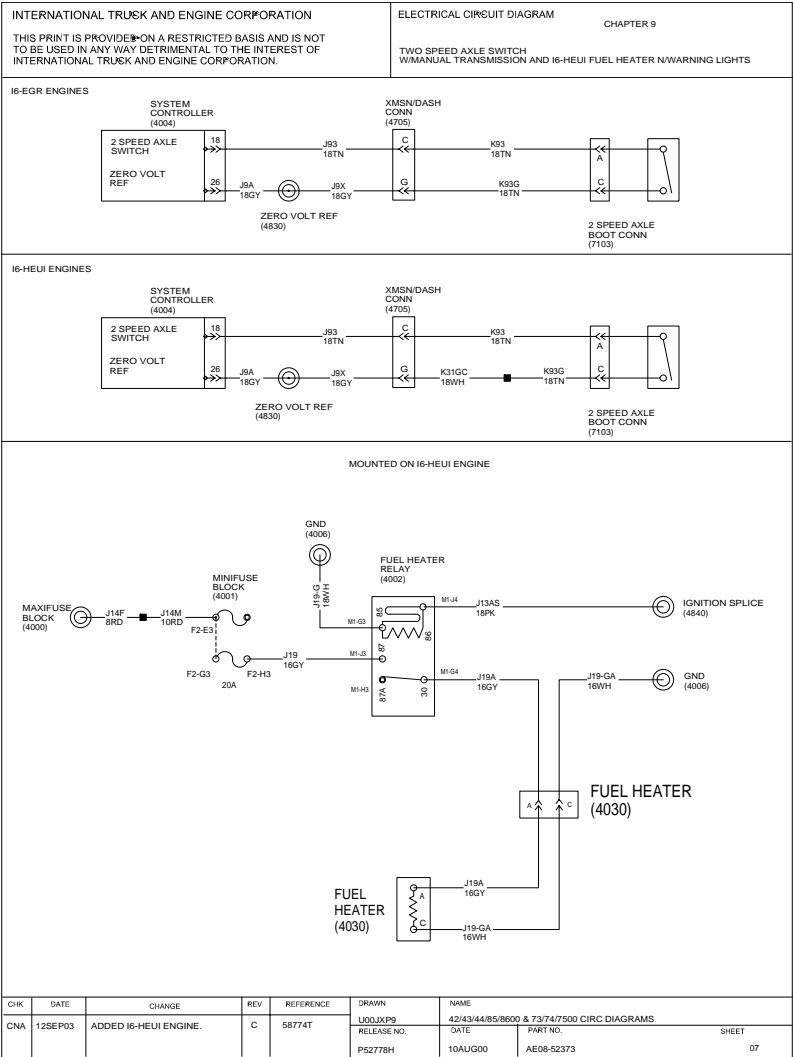 INTERNATIONAL TRUCK AND ENGINE CORPORATION
THIS PRINT IS PROVIDED ON A RESTRICTED BASIS AND IS NOT
TO BE USED IN ANY WAY DETRIMENTAL TO THE INTEREST OF
INTERNATIONAL TRUCK AND ENGINE CORPORATION.
ELECTRICAL CIRCUIT DIAGRAM
CHAPTER 9
TWO SPEED AXLE SWITCH
W/MANUAL TRANSMISSION AND I6-HEUI FUEL HEATER N/WARNING LIGHTS
I6-EGR ENGINES
SYSTEM
CONTROLLER
(4004)
XMSN/DASH
CONN
(4705)
2 SPEED AXLE
SWITCH
18
J93
18TN
C
K93
18TN
A
ZERO VOLT
REF
26
J9A
18GY
J9X
18GY
G
K93G
18TN
C
ZERO VOLT REF
(4830)
2 SPEED AXLE
BOOT CONN
(7103)
I6-HEUI ENGINES
SYSTEM
CONTROLLER
(4004)
XMSN/DASH
CONN
(4705)
2 SPEED AXLE
SWITCH
18
J93
18TN
C
K93
18TN
A
ZERO VOLT
REF
26
J9A
18GY
J9X
18GY
G
K31GC
18WH
K93G
18TN
C
ZERO VOLT REF
(4830)
2 SPEED AXLE
BOOT CONN
(7103)
MOUNTED ON I6-HEUI ENGINE
GND
(4006)
J19-G
18WH
FUEL HEATER
RELAY
(4002)
MINIFUSE
BLOCK
(4001)
MAXIFUSE
BLOCK
(4000)
J14F
8RD
J14M
10RD
F2-E3
F2-G3
F2-H3
20A
J19
16GY
M1-G3
M1-J3
M1-H3
85
86
87
87A
30
M1-J4
M1-G4
J13AS
18PK
IGNITION SPLICE
(4840)
J19A
16GY
J19-GA
16WH
GND
(4006)
A
C
FUEL HEATER
(4030)
FUEL
HEATER
(4030)
A
C
J19A
16GY
J19-GA
16WH
CHK
DATE
CHANGE
REV
REFERENCE
CNA
12SEP03
ADDED I6-HEUI ENGINE.
C
58774T
DRAWN
U00JXP9
NAME
42/43/44/85/8600 & 73/74/7500 CIRC DIAGRAMS
RELEASE NO.
P52778H
DATE
10AUG00
PART NO.
AE08-52373
SHEET
07